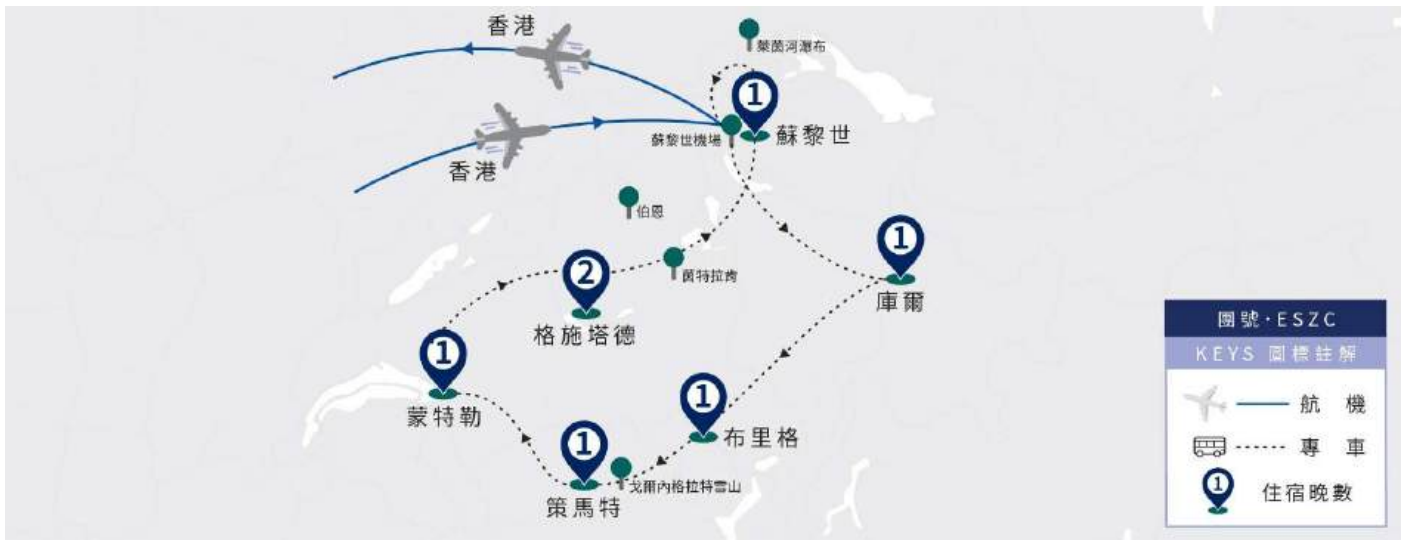 香港
萊茵河瀑布
1
蘇黎世
蘇黎世機場
香港
伯恩
1
庫爾
茵特拉肯
2
格施塔德
1
蒙特勒
1
布里格
1
戈爾內格拉特雪山
策馬特
團號·ESZC
KEYS 圖標註解
航機
專車
1 住宿晚數